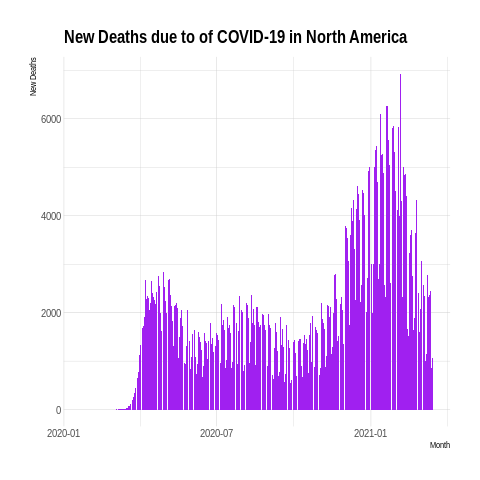 New Deaths due to of COVID-19 in North America
New Deaths
6000
4000
2000
0
2020-01
2020-07
2021-01
Month